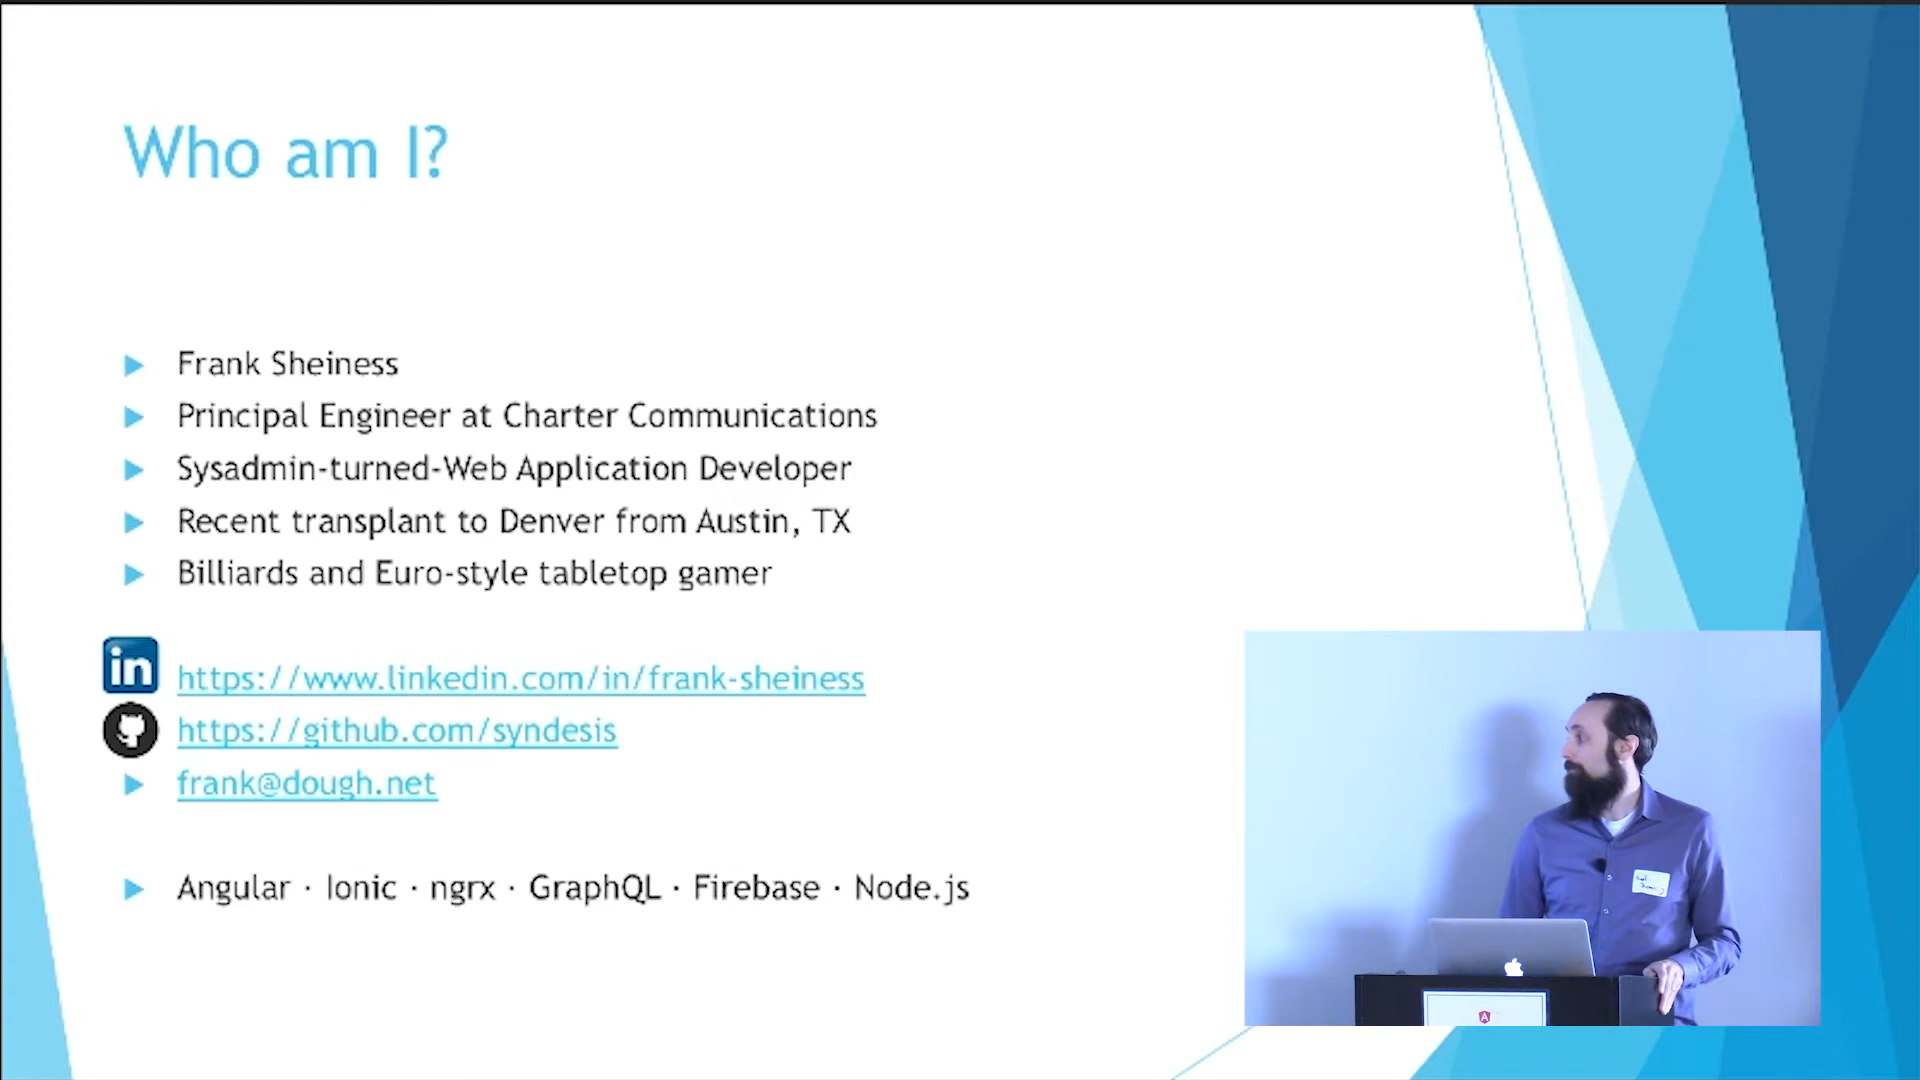 Who am I?
Frank Sheiness
Principal Engineer at Charter Communications
Sysadmin-turned-Web Application Developer
Recent transplant to Denver from Austin, TX
Billiards and Euro-style tabletop gamer
in
https://www.linkedin.com/in/frank-sheiness
https://github.com/syndesis
frank@dough.net
Angular · Ionic · ngrx · GraphQL · Firebase · Node.js
A